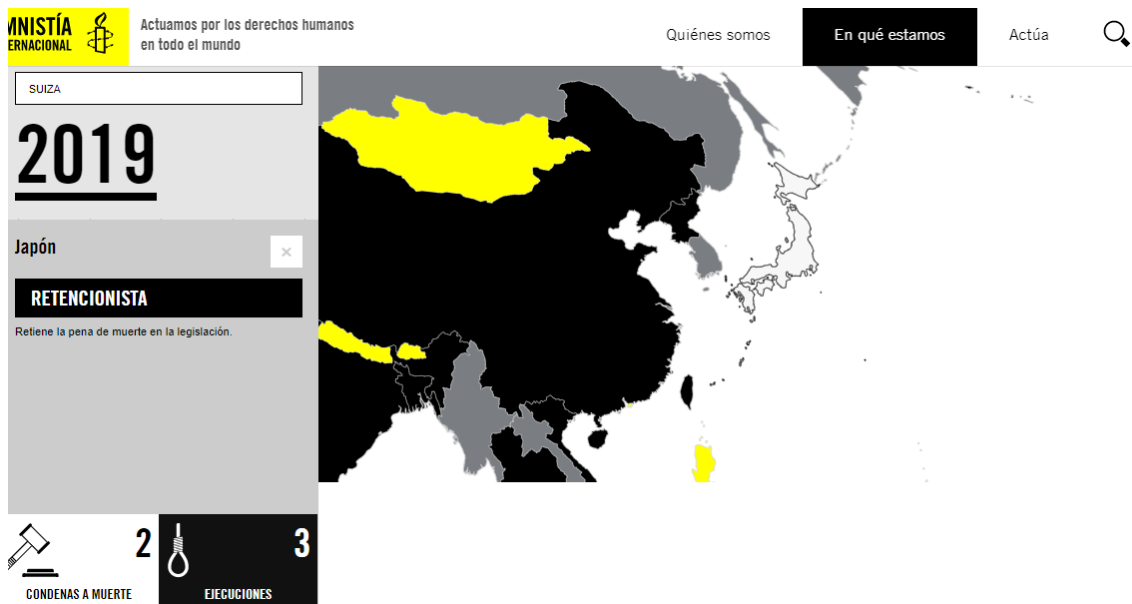 MNISTÍA
ERNACIONAL
Actuamos por los derechos humanos
en todo el mundo
Quiénes somos
En qué estamos
Actúa
SUIZA
2019
Japón
×
RETENCIONISTA
Retiene la pena de muerte en la legislación.
2
CONDENAS A MUERTE
3
EJECUCIONES